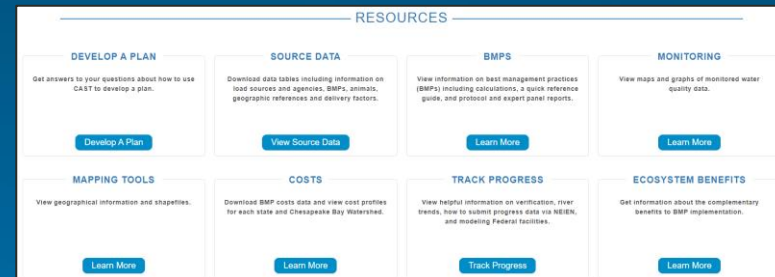 RESOURCES
DEVELOP A PLAN
Get answers to your questions about how to use
CAST to develop a plan.
Develop A Plan
SOURCE DATA
Download data tables including information on
load sources and agencies, BMPs, animals,
geographic references and delivery factors.
View Source Data
BMPS
View information on best management practices
(BMPs) including calculations, a quick reference
guide, and protocol and expert panel reports.
Learn More
MONITORING
View maps and graphs of monitored water
quality data.
Learn More
MAPPING TOOLS
View geographical information and shapefiles.
Learn More
COSTS
Download BMP costs data and view cost profiles
for each state and Chesapeake Bay Watershed.
Learn More
TRACK PROGRESS
View helpful information on verification, river
trends, how to submit progress data via NEIEN,
and modeling Federal facilities.
Track Progress
ECOSYSTEM BENEFITS
Get information about the complementary
benefits to BMP implementation.
Learn More